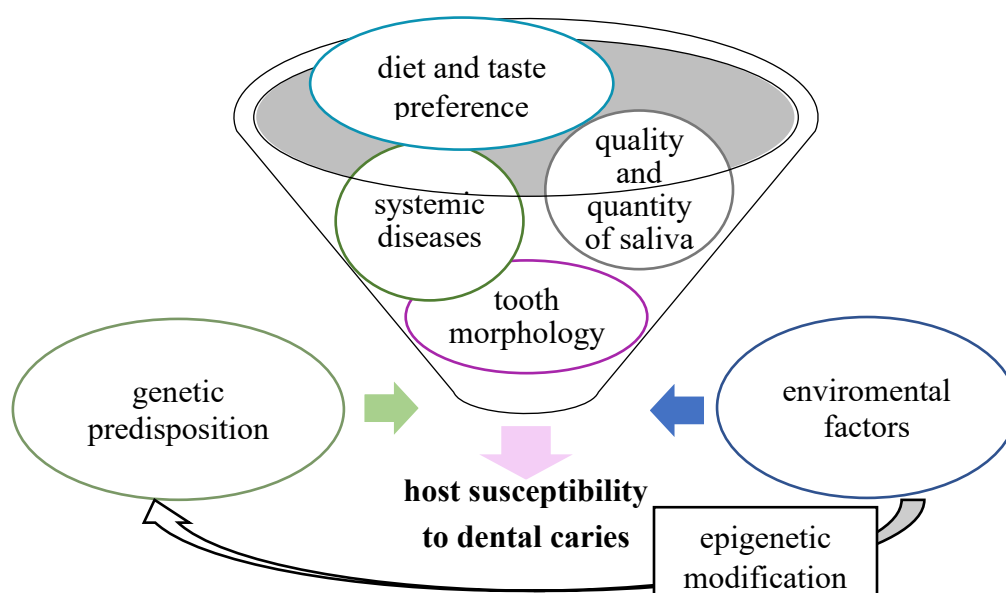 diet and taste
preference
quality
and
quantity
of saliva
systemic
diseases
tooth
morphology
genetic
predisposition
enviromental
factors
host susceptibility
to dental caries
epigenetic
modification